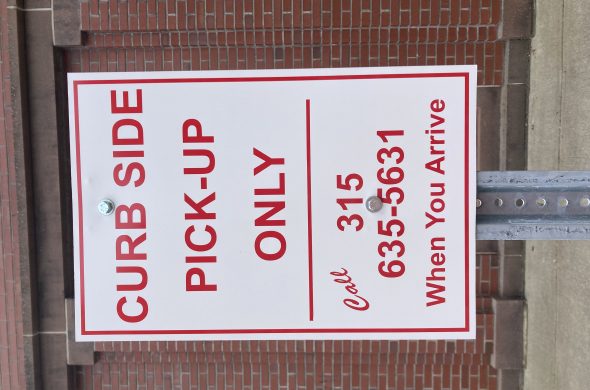 CURB SIDE
PICK-UP
ONLY
Call 315
635-5631
When You Arrive